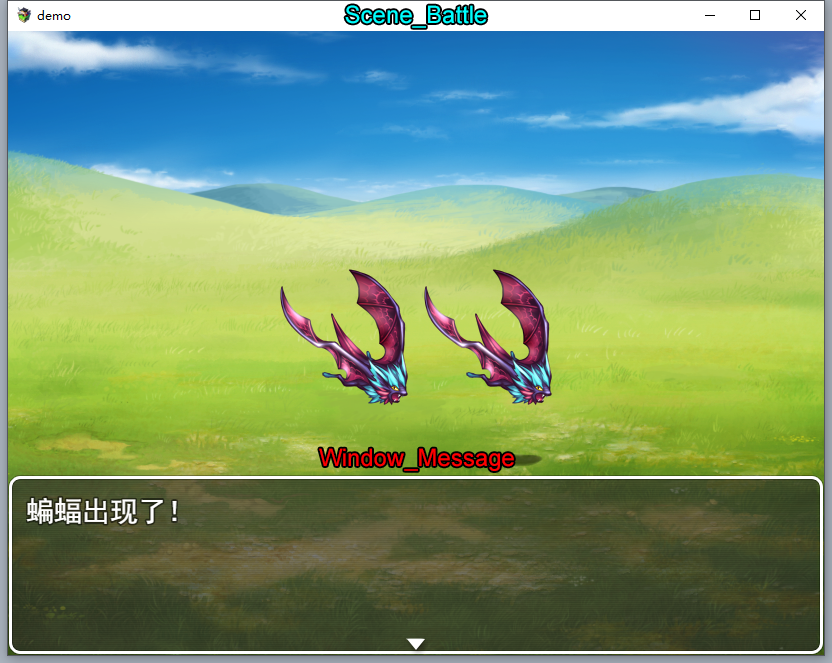 demo
Scene_Battle
Window_Message
蝙蝠出现了！